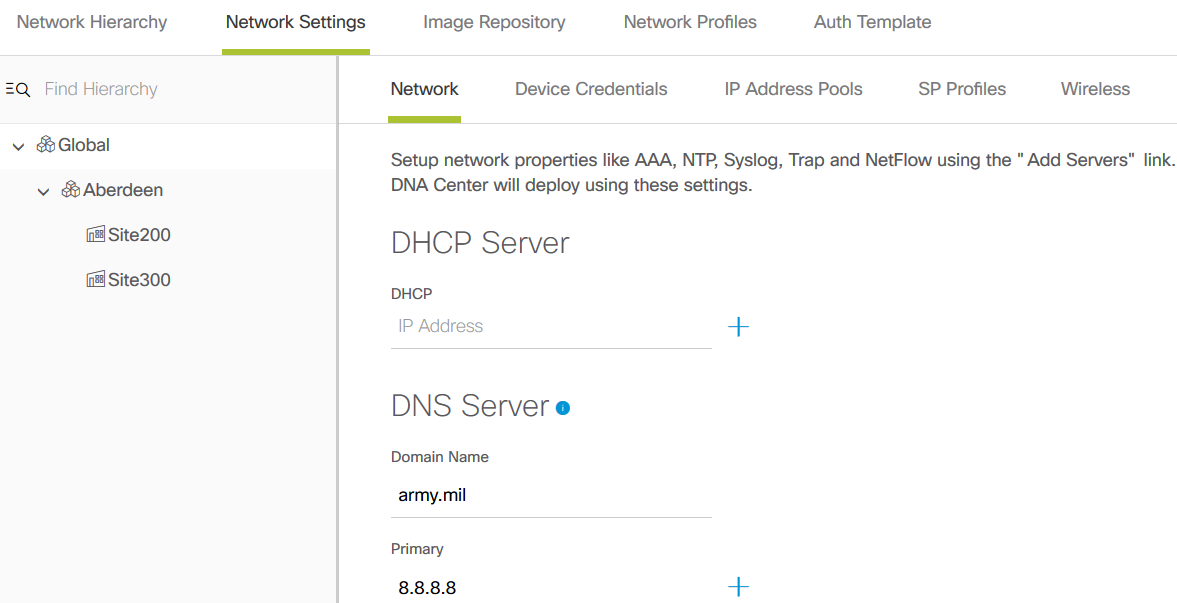 Network Hierarchy Network Settings Image Repository Network Profiles Auth Template
Find Hierarchy
Network Device Credentials IP Address Pools SP Profiles Wireless
Global
Aberdeen
Site200
Site300
Setup network properties like AAA, NTP, Syslog, Trap and NetFlow using the "Add Servers" link.
DNA Center will deploy using these settings.
DHCP Server
DHCP
IP Address
DNS Server
Domain Name
army.mil
Primary
8.8.8.8